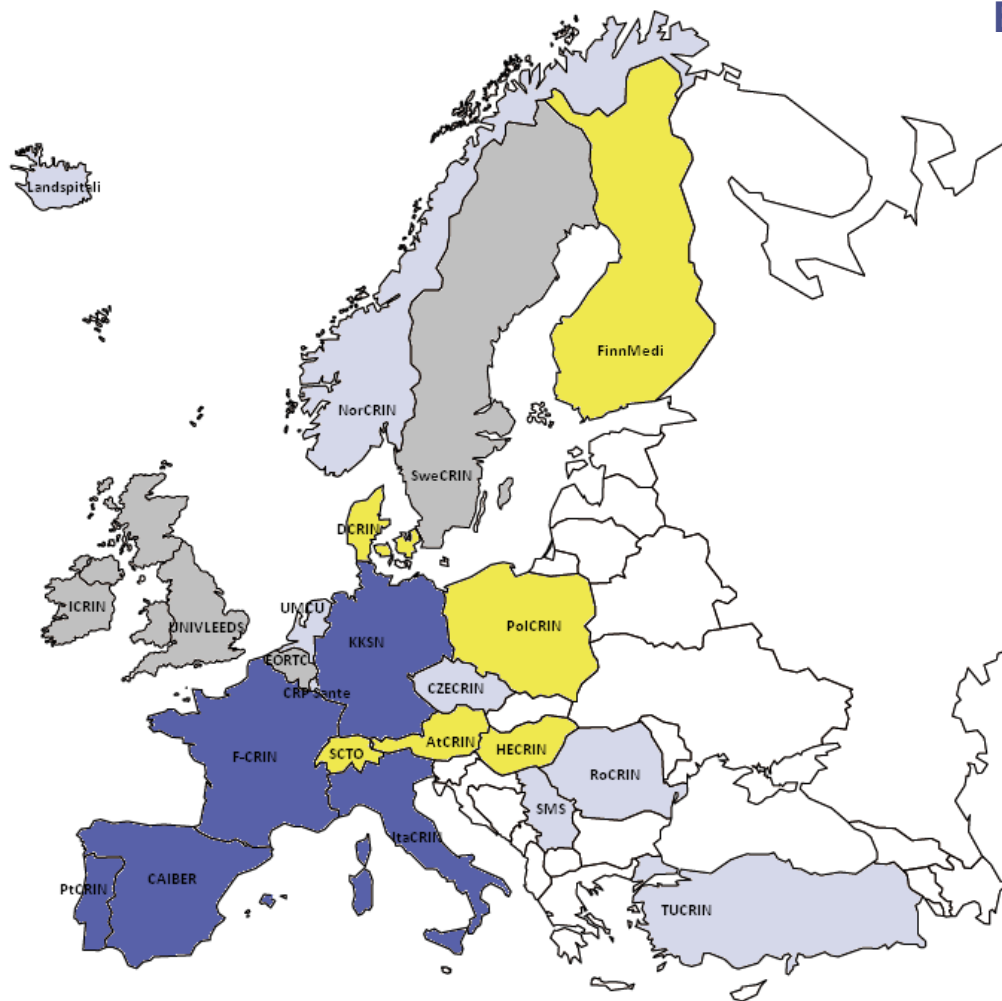 Landspitali
FinnMedi
NorCRIN
SweCRIN
DCRIN
ICRIN
UNIVLEEDS
UMCU
KKSN
PolCRIN
EORTC
CRP Sante
CZECRIN
F-CRIN
SCTO
AtCRIN
HECRIN
RoCRIN
SMS
ItaCRIN
PtCRIN
CAIBER
TUCRIN